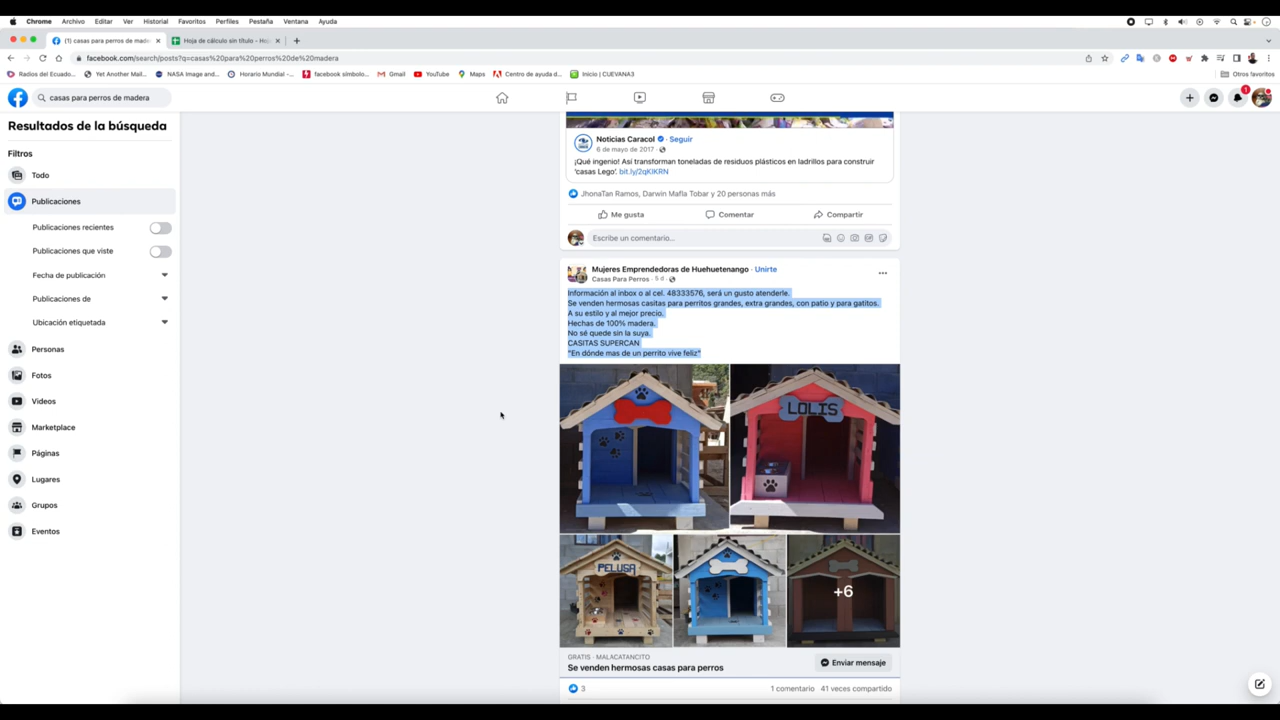 Chrome Archivo Editar Ver Historial Favoritos Perfiles Pestaña Ventana Ayuda
(1) casas para perros de made
Hoja de cálculo sin título - Hoj
facebook.com/search/posts?q=casas%20para%20perros%20de%20madera
Radios del Ecuado... Yet Another Mail... NASA Image and... Horario Mundial -... facebook símbolo... Gmail YouTube Maps Centro de ayuda d... Inicio | CUEVANA3 Otros favoritos
casas para perros de madera
1
Resultados de la búsqueda
Filtros
Todo
Publicaciones
Publicaciones recientes
Publicaciones que viste
Fecha de publicación
Publicaciones de
Ubicación etiquetada
Personas
Fotos
Videos
Marketplace
Páginas
Lugares
Grupos
Eventos
Noticias Caracol · Seguir
6 de mayo de 2017 ·
¡Qué ingenio! Así transforman toneladas de residuos plásticos en ladrillos para construir
'casas Lego'. bit.ly/2qKIKRN
JhonaTan Ramos, Darwin Mafla Tobar y 20 personas más
Me gusta Comentar Compartir
Escribe un comentario...
Mujeres Emprendedoras de Huehuetenango · Unirte
Casas Para Perros · 5 d ·
Información al inbox o al cel. 48333576, será un gusto atenderle.
Se venden hermosas casitas para perritos grandes, extra grandes, con patio y para gatitos.
A su estilo y al mejor precio.
Hechas de 100% madera.
No sé quede sin la suya.
CASITAS SUPERCAN
"En dónde mas de un perrito vive feliz"
LOLIS
PELUSA
+6
GRATIS · MALACATANCITO
Se venden hermosas casas para perros
Enviar mensaje
3
1 comentario 41 veces compartido